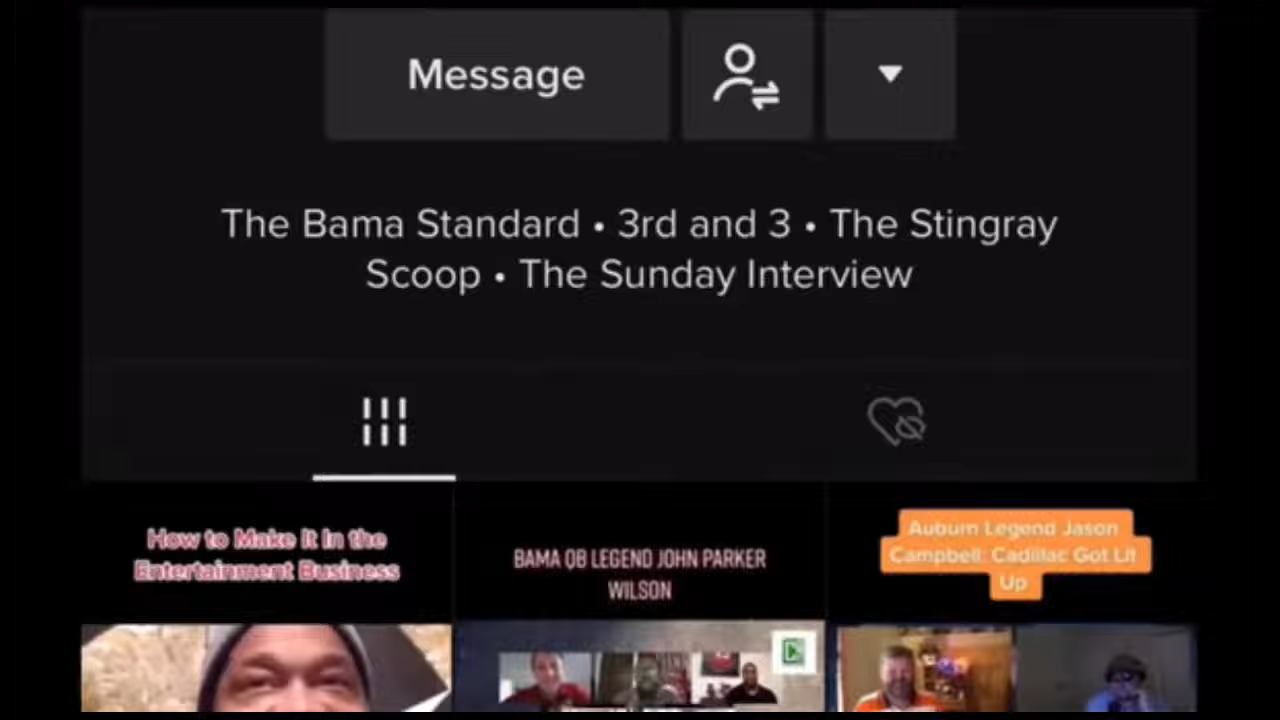 Message
The Bama Standard • 3rd and 3 • The Stingray
Scoop • The Sunday Interview
How to Make It In the
Entertainment Business
BAMA QB LEGEND JOHN PARKER
WILSON
Auburn Legend Jason
Campbell: Cadillac Got Lit
Up